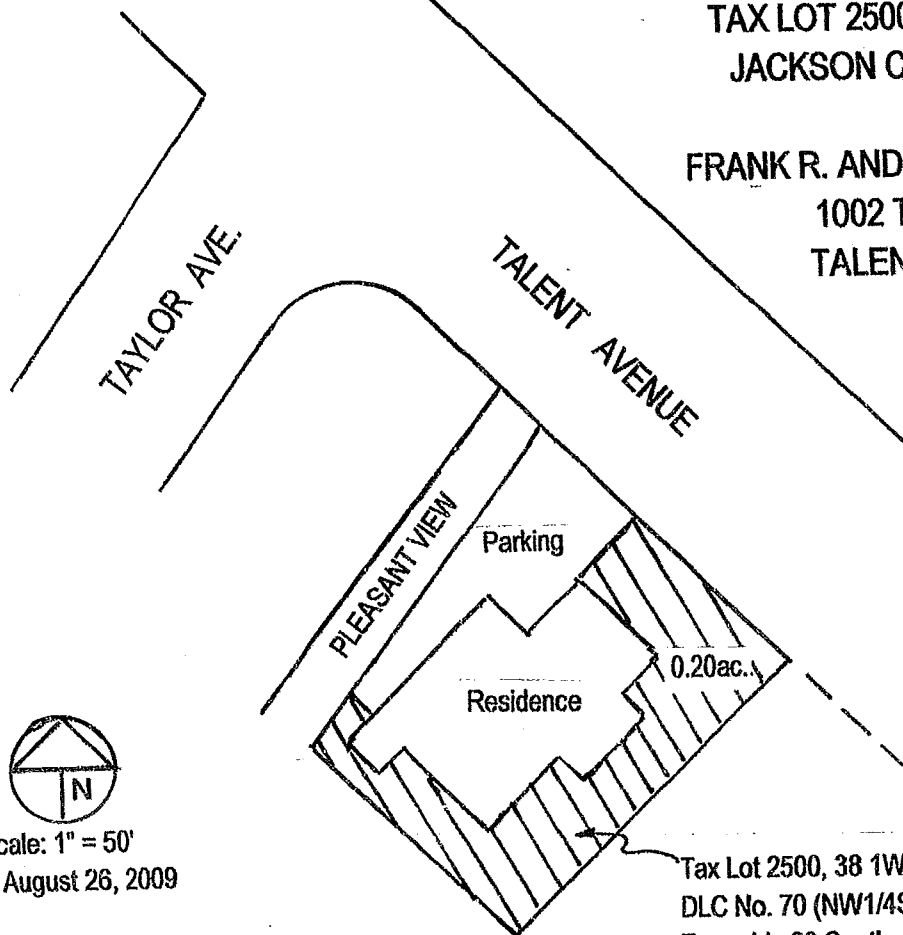 TAX LOT 2500
JACKSON C
FRANK R. AND
1002 T
TALEN
TAYLOR AVE.
TALENT AVENUE
PLEASANT VIEW
Parking
Residence
0.20ac.
N
cale: 1" = 50'
August 26, 2009
Tax Lot 2500, 38 1W
DLC No. 70 (NW1/4S